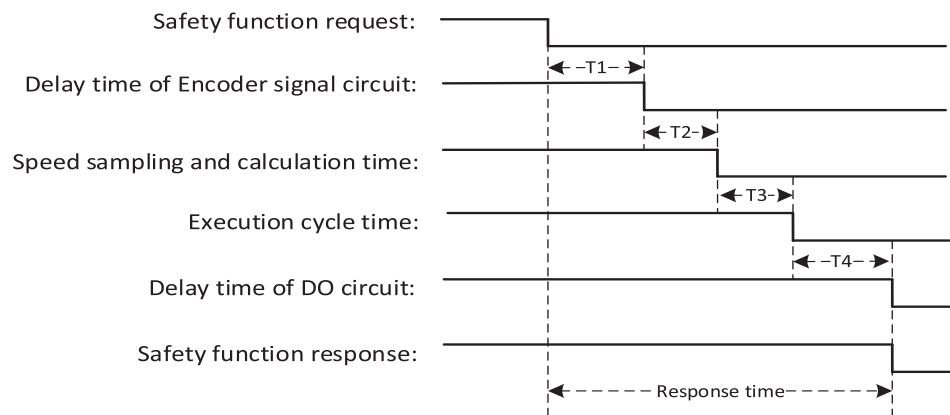 Safety function request:
T1
Delay time of Encoder signal circuit:
T2
Speed sampling and calculation time:
T3
Execution cycle time:
T4
Delay time of DO circuit:
Safety function response:
Response time